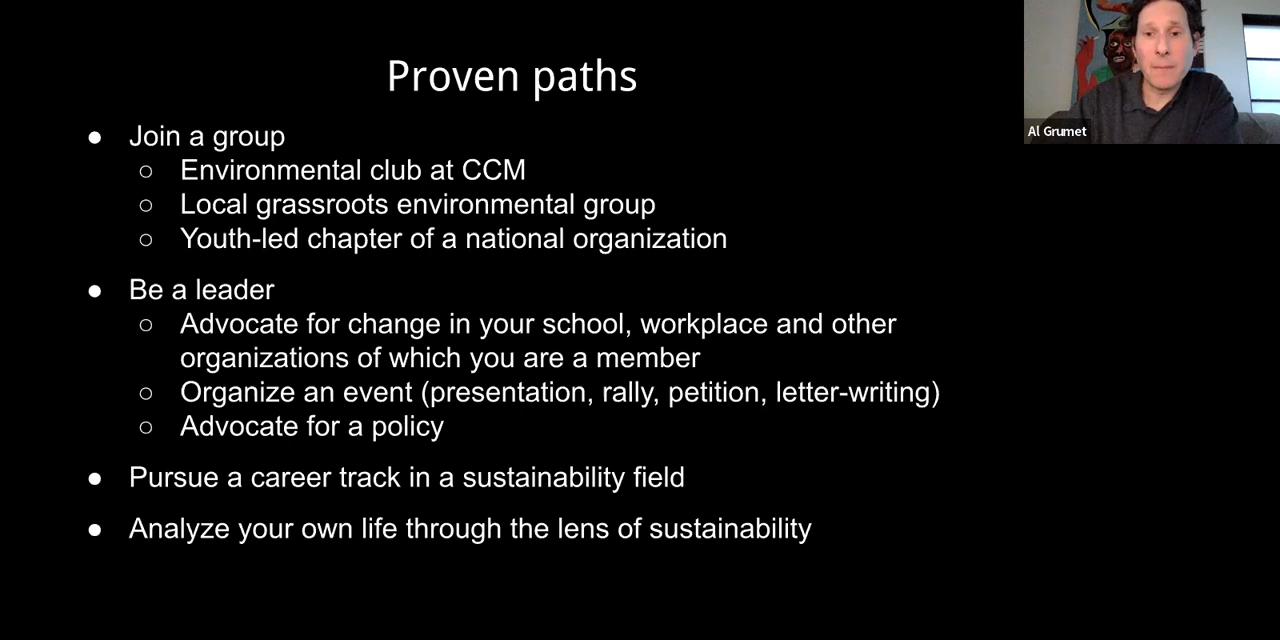 Proven paths
● Join a group
○ Environmental club at CCM
○ Local grassroots environmental group
○ Youth-led chapter of a national organization
● Be a leader
○ Advocate for change in your school, workplace and other
organizations of which you are a member
○ Organize an event (presentation, rally, petition, letter-writing)
○ Advocate for a policy
● Pursue a career track in a sustainability field
● Analyze your own life through the lens of sustainability
Al Grumet